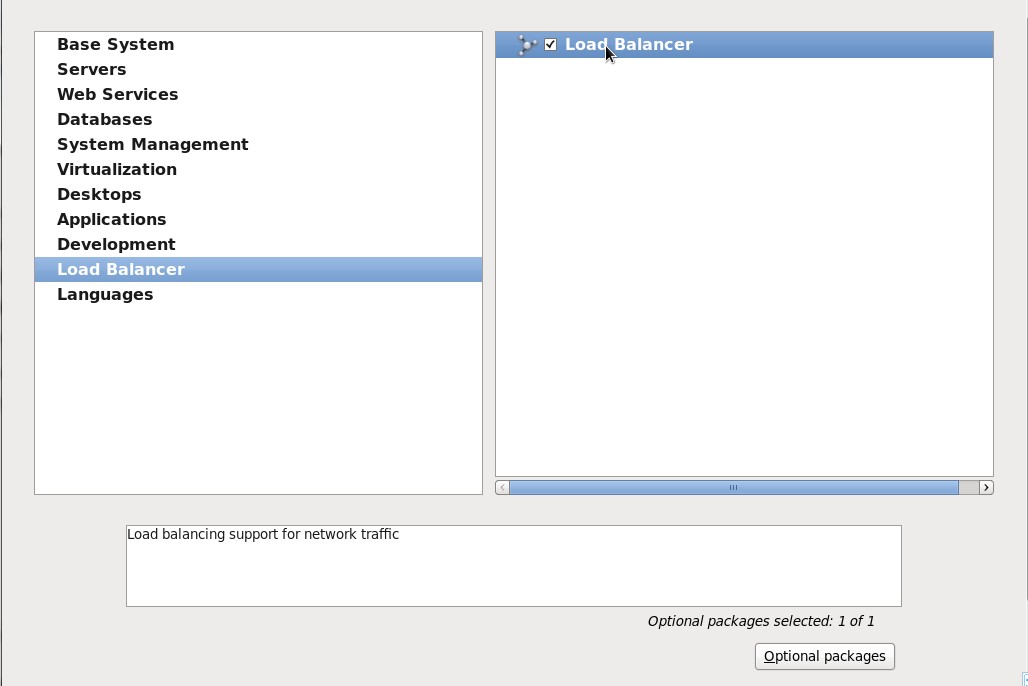 Base System
Servers
Web Services
Databases
System Management
Virtualization
Desktops
Applications
Development
Load Balancer
Languages
Load Balancer
Load balancing support for network traffic
Optional packages selected: 1 of 1
Optional packages